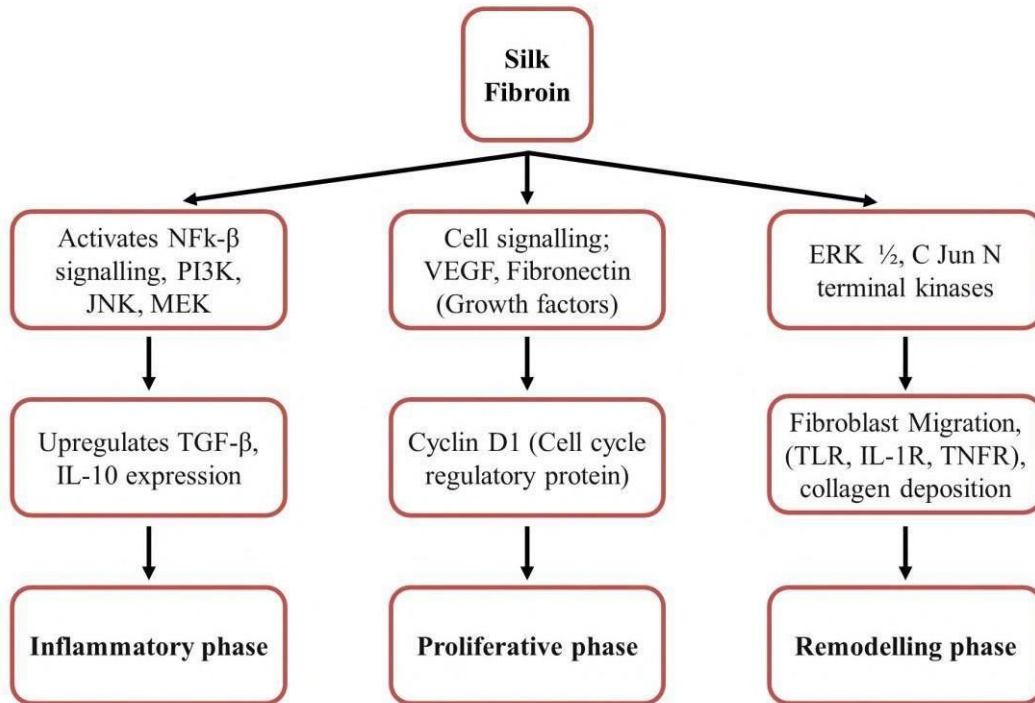 Silk
Fibroin
Activates NFk-β
signalling, PI3K,
JNK, MEK
Cell signalling;
VEGF, Fibronectin
(Growth factors)
ERK ½, C Jun N
terminal kinases
Upregulates TGF-β,
IL-10 expression
Cyclin D1 (Cell cycle
regulatory protein)
Fibroblast Migration,
(TLR, IL-1R, TNFR),
collagen deposition
Inflammatory phase
Proliferative phase
Remodelling phase